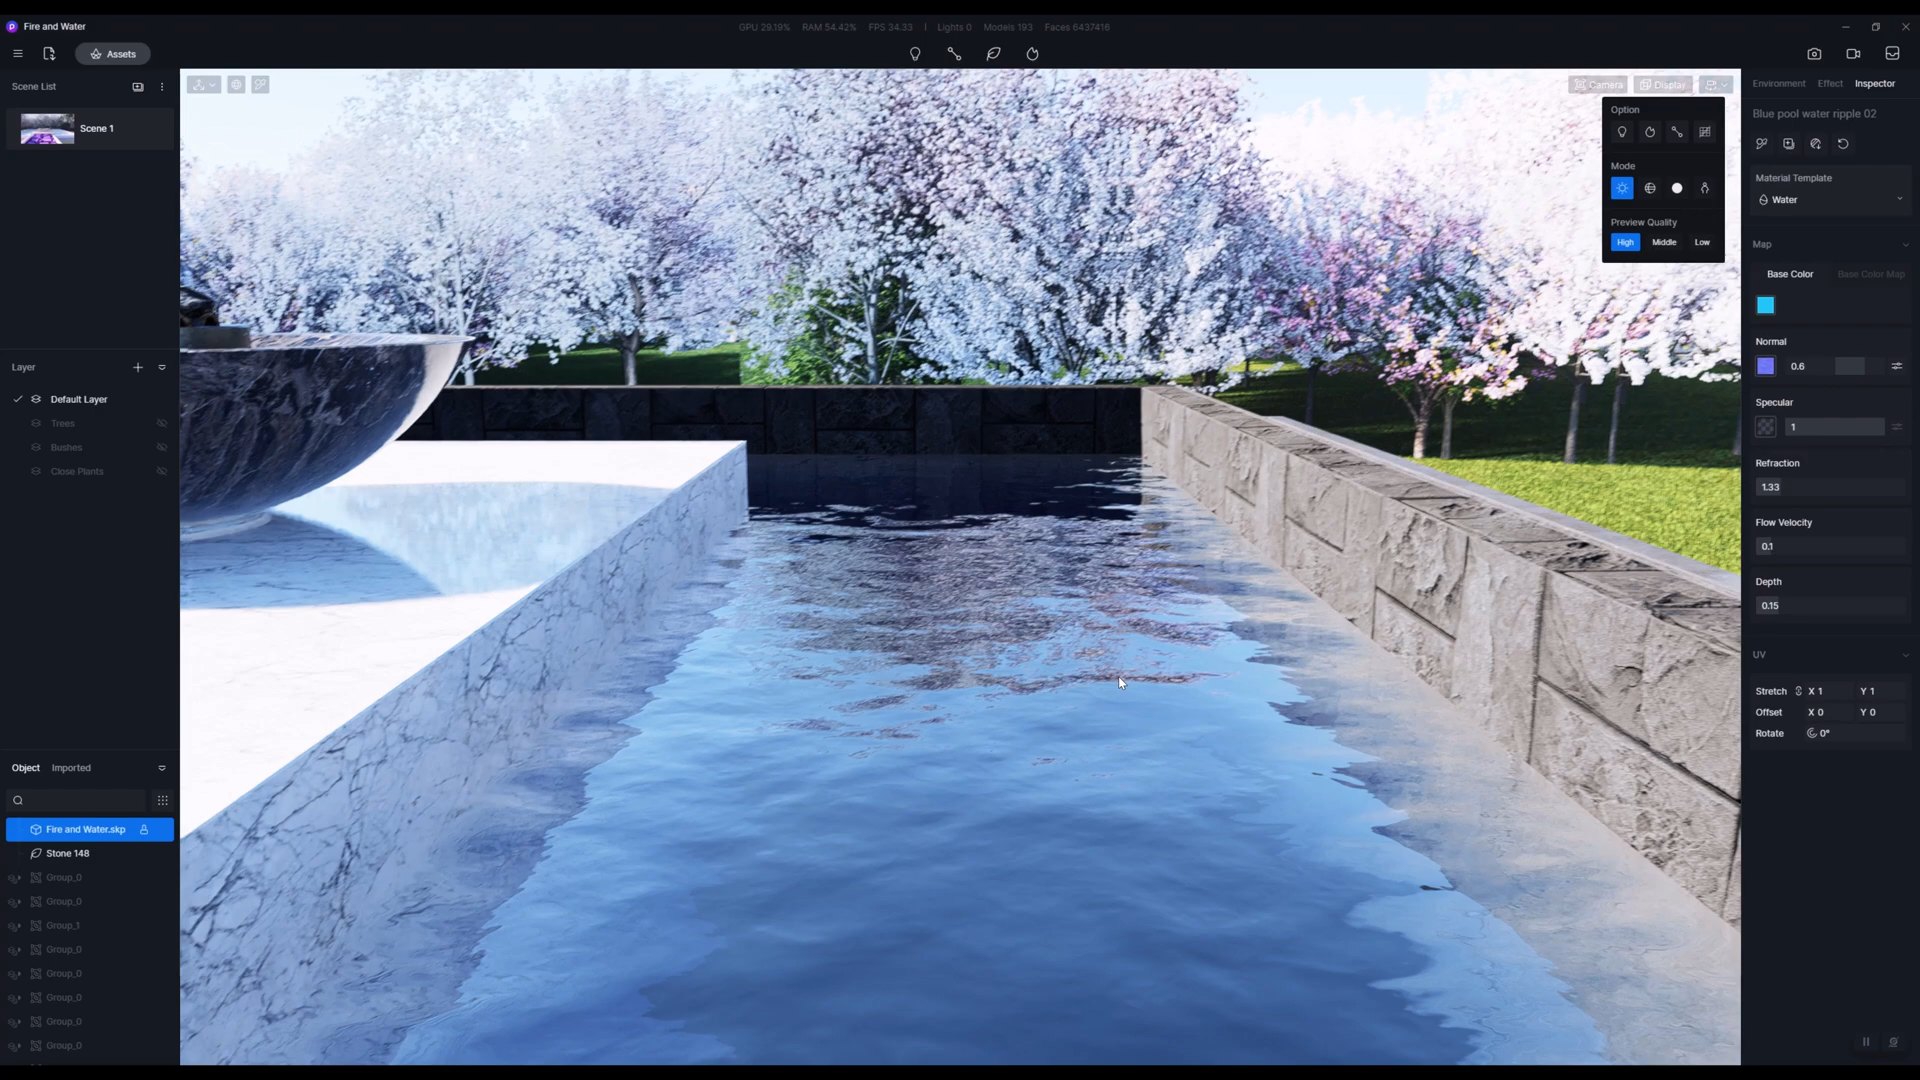 Fire and Water
GPU 29.19% RAM 54.42% FPS 34.33 | Lights 0 Models 193 Faces 6437416
Assets
Scene List
Scene 1
Layer
Default Layer
Trees
Bushes
Close Plants
Object Imported
Fire and Water.skp
Stone 148
Group_0
Group_0
Group_1
Group_0
Group_0
Group_0
Group_0
Group_0
Camera Display
Option
Mode
Preview Quality
High Middle Low
Environment Effect Inspector
Blue pool water ripple 02
Material Template
Water
Map
Base Color Base Color Map
Normal
0.6
Specular
1
Refraction
1.33
Flow Velocity
0.1
Depth
0.15
UV
Stretch X 1 Y 1
Offset X 0 Y 0
Rotate 0°